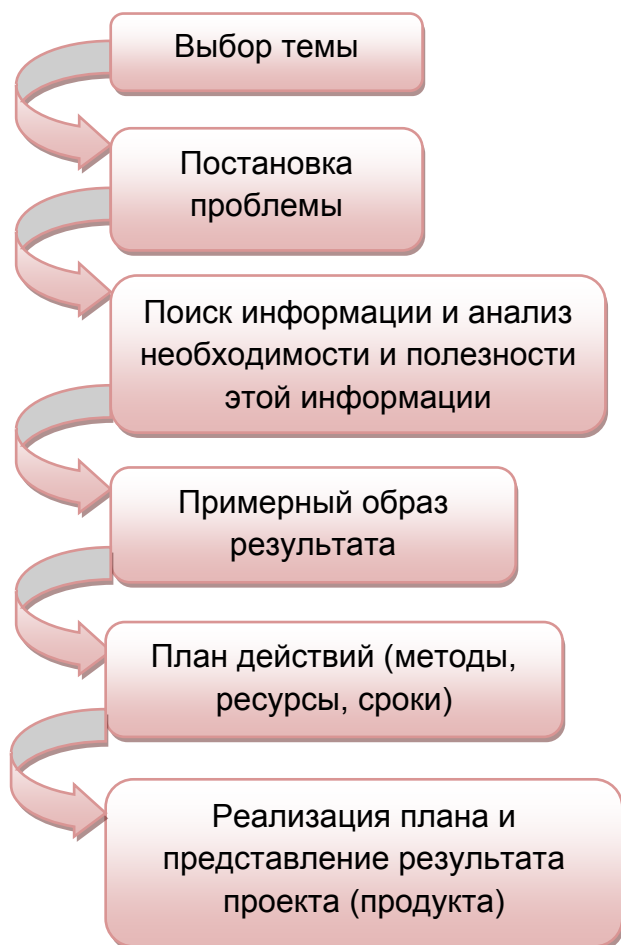 Выбор темы
Постановка
проблемы
Поиск информации и анализ
необходимости и полезности
этой информации
Примерный образ
результата
План действий (методы,
ресурсы, сроки)
Реализация плана и
представление результата
проекта (продукта)